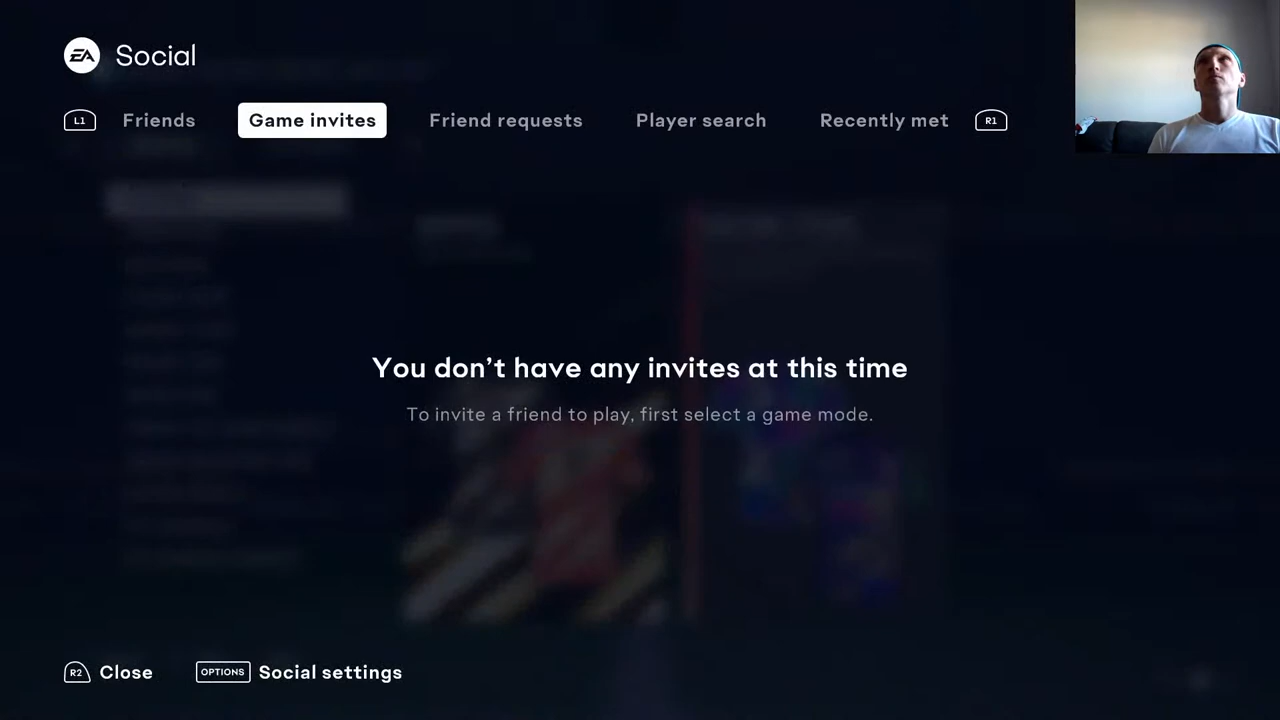 EA Social
L1 Friends Game invites Friend requests Player search Recently met R1
You don't have any invites at this time
To invite a friend to play, first select a game mode.
R2 Close OPTIONS Social settings